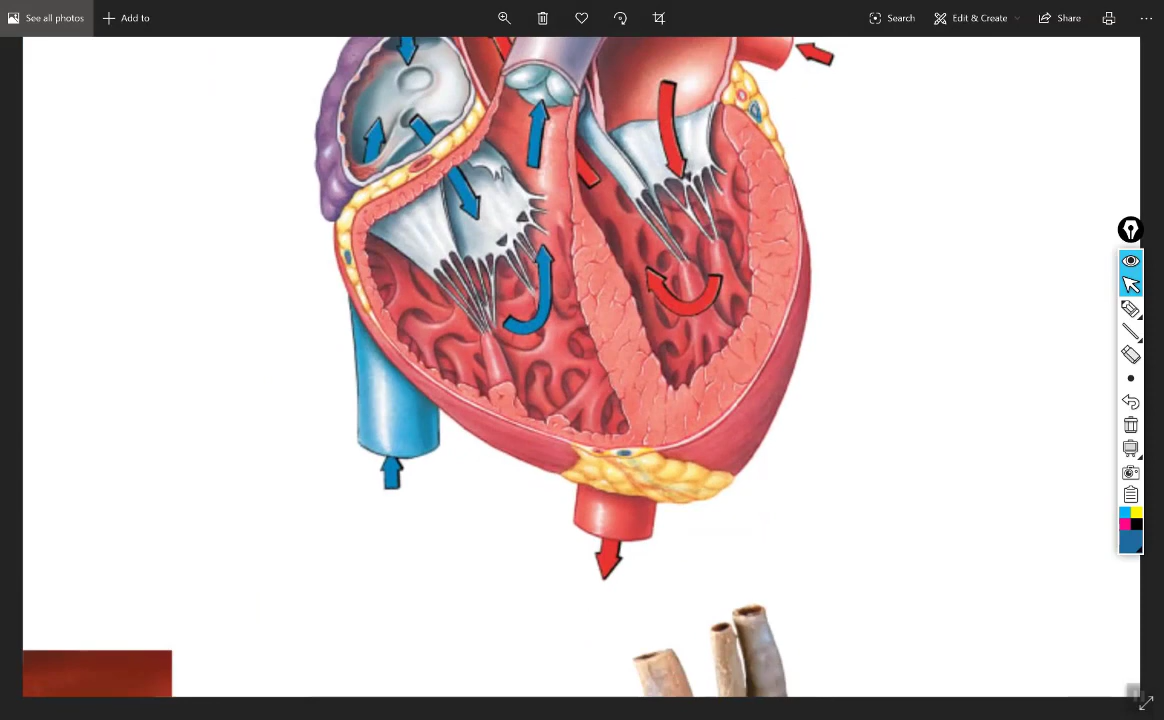 See all photos
Add to
Search
Edit & Create
Share